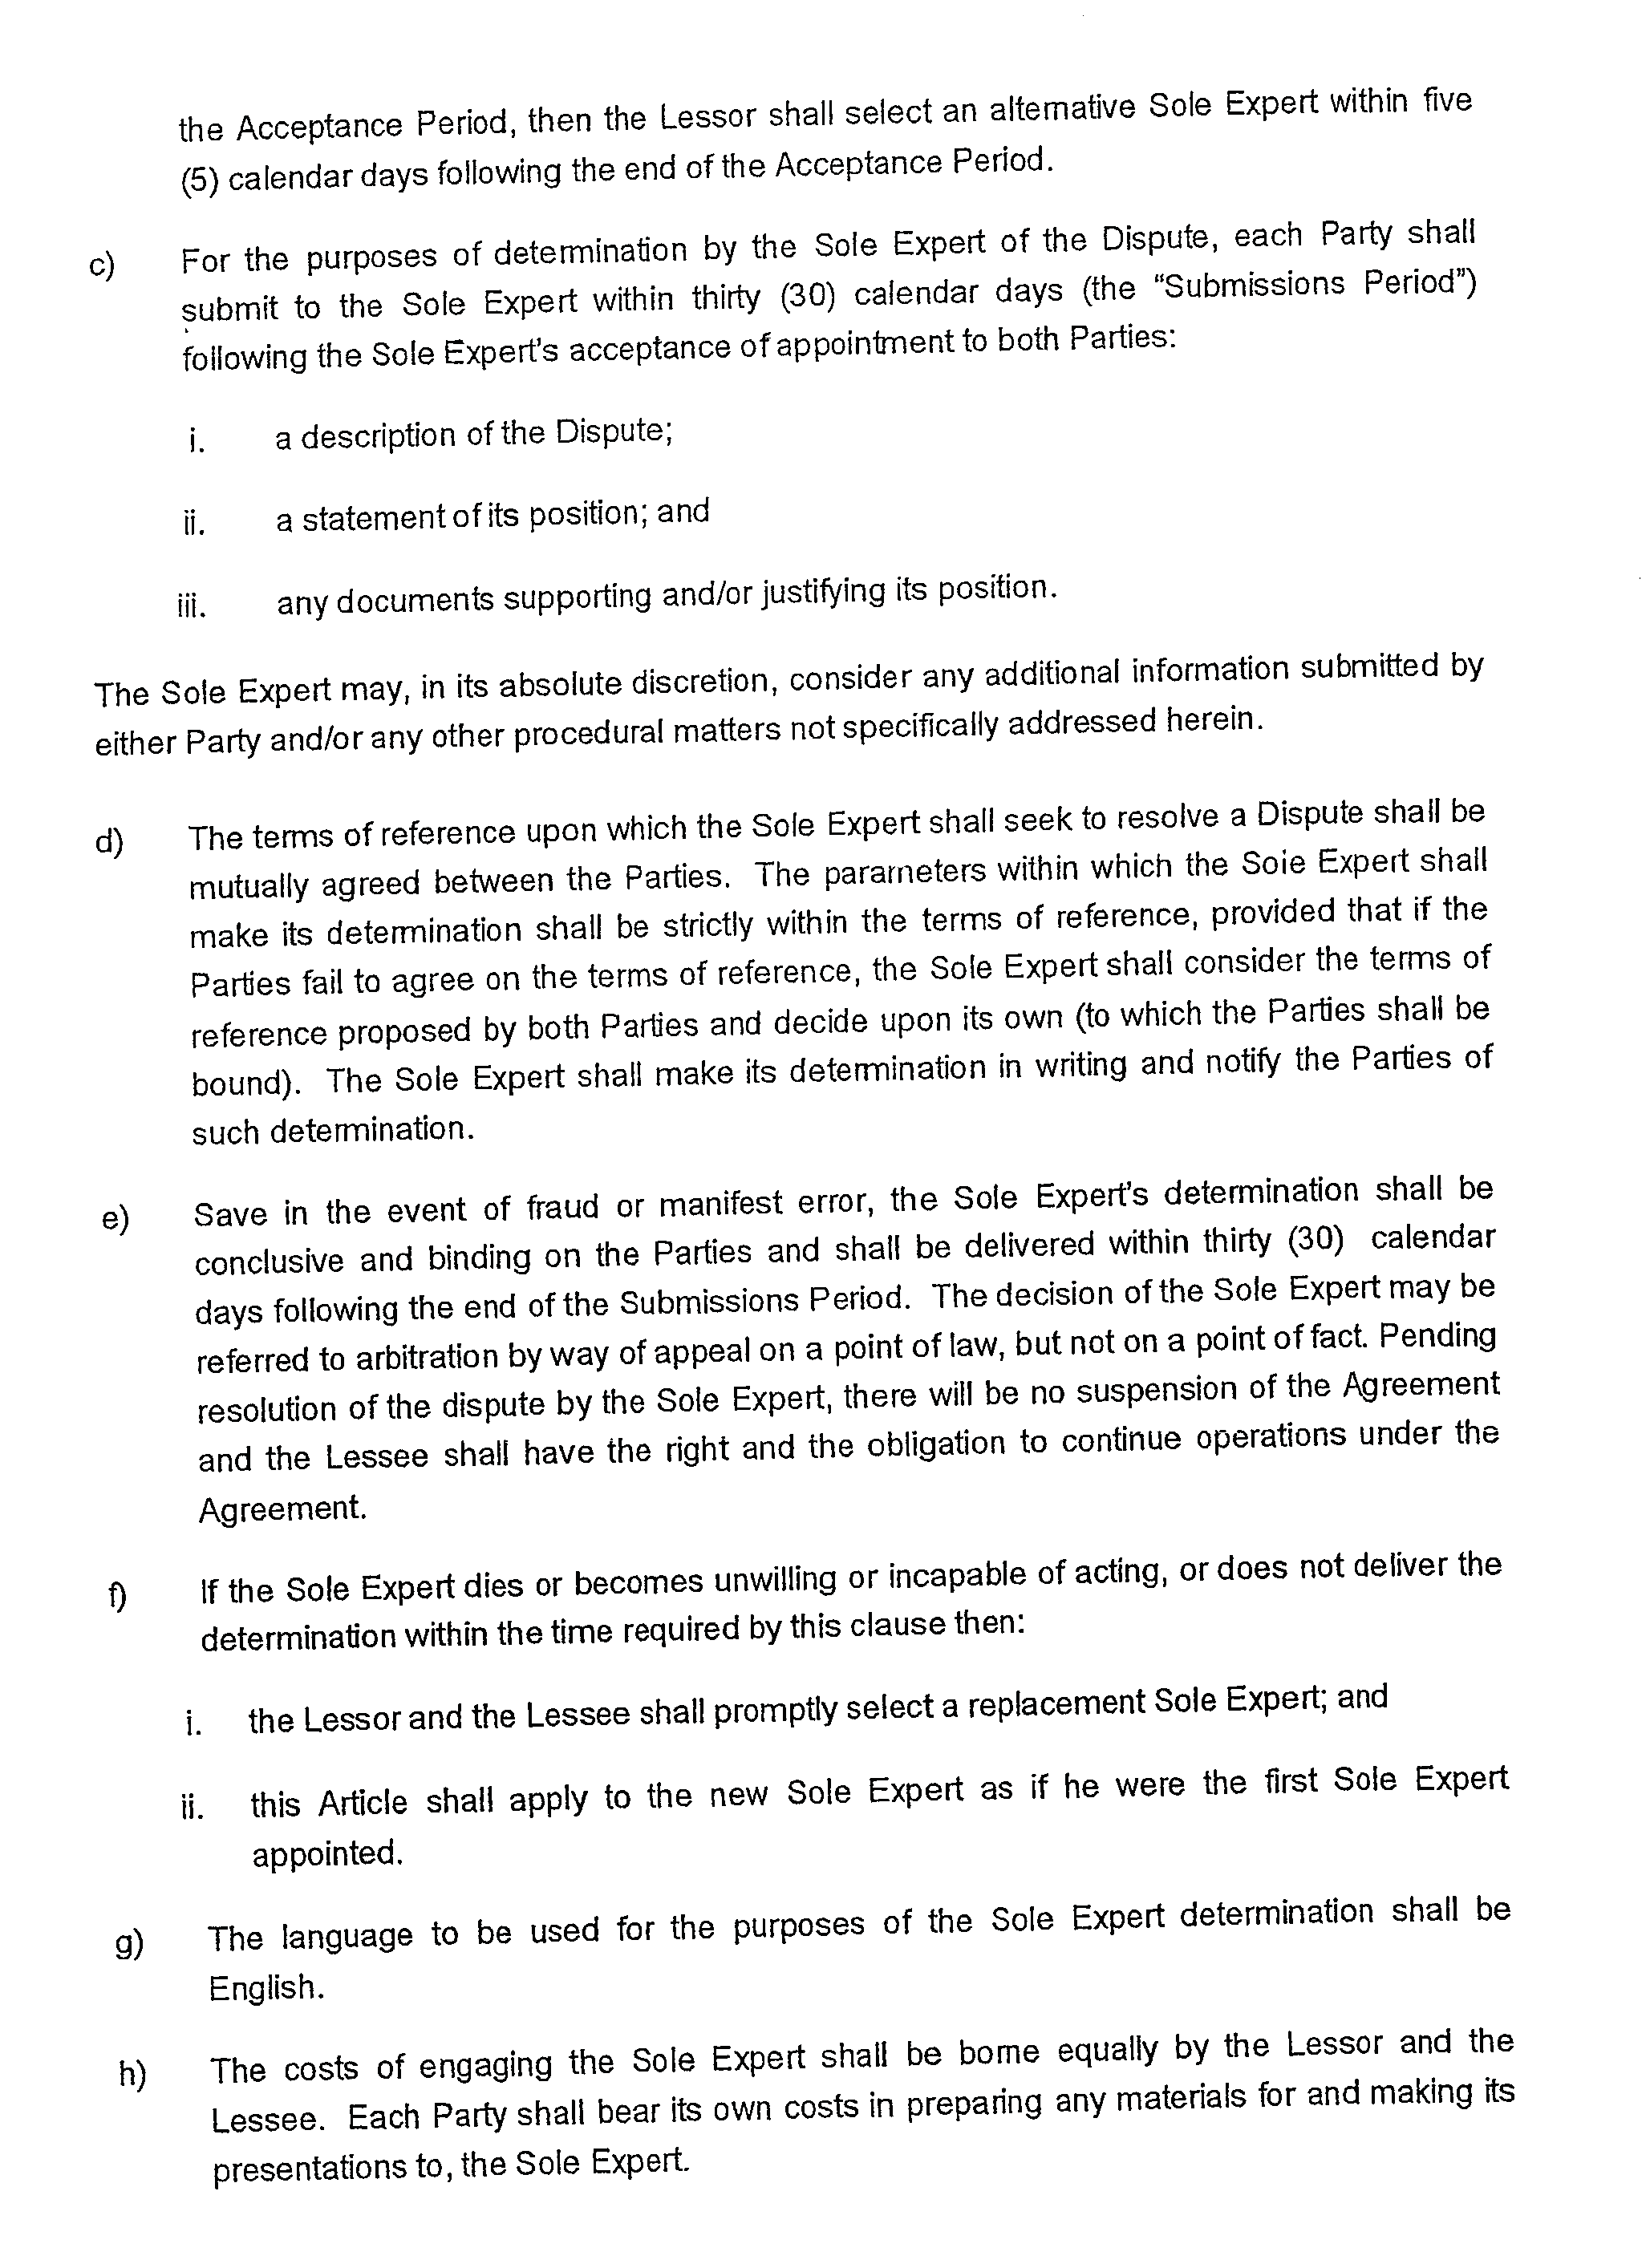 the Acceptance Period, then the Lessor shall select an alternative Sole Expert within five
(5) calendar days following the end of the Acceptance Period.
c) For the purposes of determination by the Sole Expert of the Dispute, each Party shall
submit to the Sole Expert within thirty (30) calendar days (the “Submissions Period”)
following the Sole Expert's acceptance of appointment to both Parties:
i. a description of the Dispute;
ii. a statement of its position; and
iii. any documents supporting and/or justifying its position.
The Sole Expert may, in its absolute discretion, consider any additional information submitted by
either Party and/or any other procedural matters not specifically addressed herein.
d) The terms of reference upon which the Sole Expert shall seek to resolve a Dispute shall be
mutually agreed between the Parties. The parameters within which the Sole Expert shall
make its determination shall be strictly within the terms of reference, provided that if the
Parties fail to agree on the terms of reference, the Sole Expert shall consider the terms of
reference proposed by both Parties and decide upon its own (to which the Parties shall be
bound). The Sole Expert shall make its determination in writing and notify the Parties of
such determination.
e) Save in the event of fraud or manifest error, the Sole Expert's determination shall be
conclusive and binding on the Parties and shall be delivered within thirty (30) calendar
days following the end of the Submissions Period. The decision of the Sole Expert may be
referred to arbitration by way of appeal on a point of law, but not on a point of fact. Pending
resolution of the dispute by the Sole Expert, there will be no suspension of the Agreement
and the Lessee shall have the right and the obligation to continue operations under the
Agreement.
f) If the Sole Expert dies or becomes unwilling or incapable of acting, or does not deliver the
determination within the time required by this clause then:
i. the Lessor and the Lessee shall promptly select a replacement Sole Expert; and
ii. this Article shall apply to the new Sole Expert as if he were the first Sole Expert
appointed.
g) The language to be used for the purposes of the Sole Expert determination shall be
English.
h) The costs of engaging the Sole Expert shall be borne equally by the Lessor and the
Lessee. Each Party shall bear its own costs in preparing any materials for and making its
presentations to, the Sole Expert.